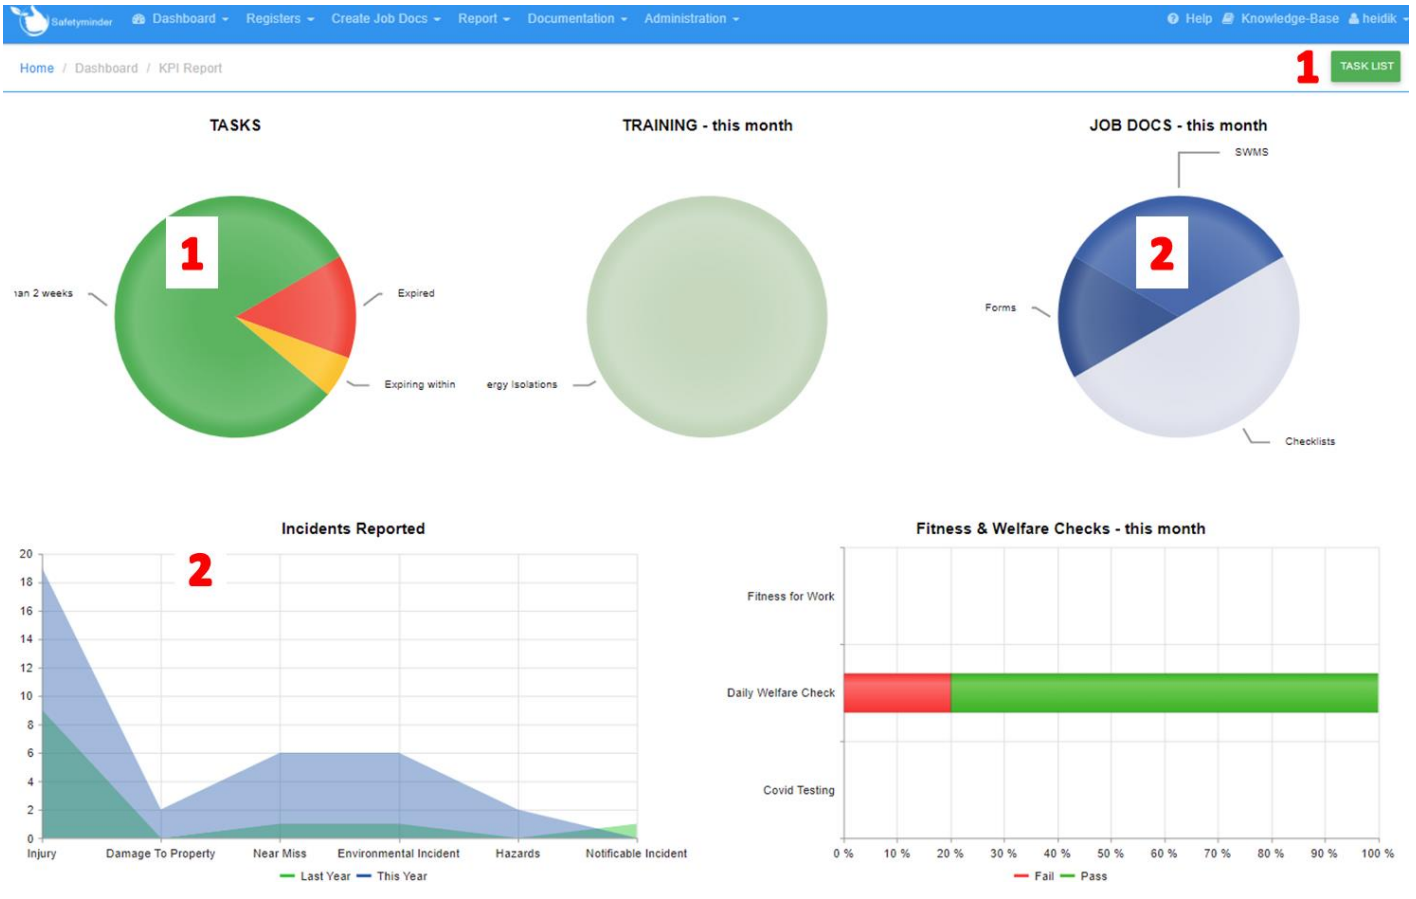 Safetyminder Dashboard Registers Create Job Docs Report Documentation Administration Help Knowledge-Base heidik
Home / Dashboard / KPI Report 1 TASK LIST
TASKS TRAINING - this month JOB DOCS - this month
SWMS
1 2
an 2 weeks Expired Forms
Expiring within ergy Isolations
Checklists
Incidents Reported Fitness & Welfare Checks - this month
2
20
18
16
14
12
10
8
6
4
2
0
Injury Damage To Property Near Miss Environmental Incident Hazards Notifiable Incident
Last Year This Year
Fitness for Work
Daily Welfare Check
Covid Testing
0 % 10 % 20 % 30 % 40 % 50 % 60 % 70 % 80 % 90 % 100 %
Fail Pass